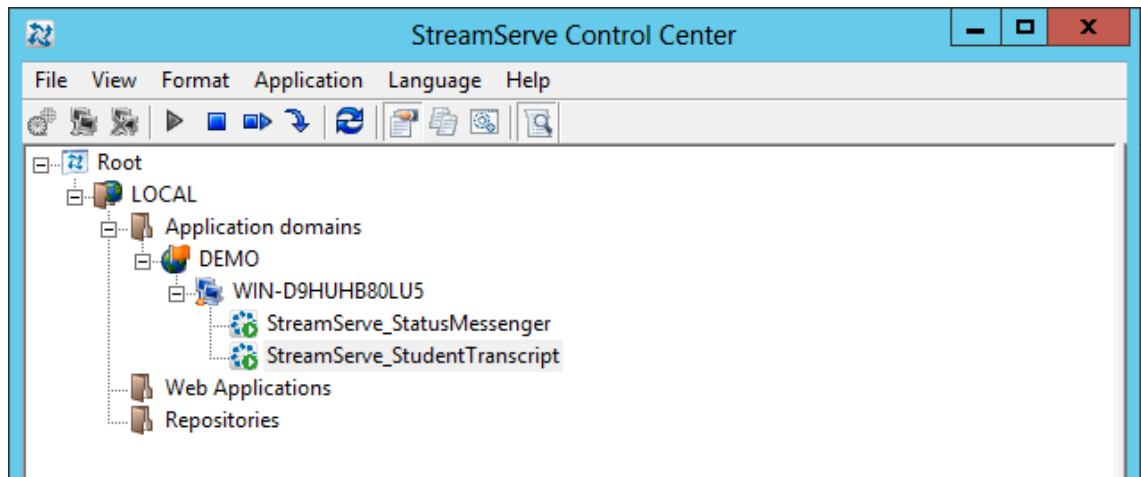 StreamServe Control Center
File View Format Application Language Help
Root
LOCAL
Application domains
DEMO
WIN-D9HUHB80LU5
StreamServe_StatusMessenger
StreamServe_StudentTranscript
Web Applications
Repositories